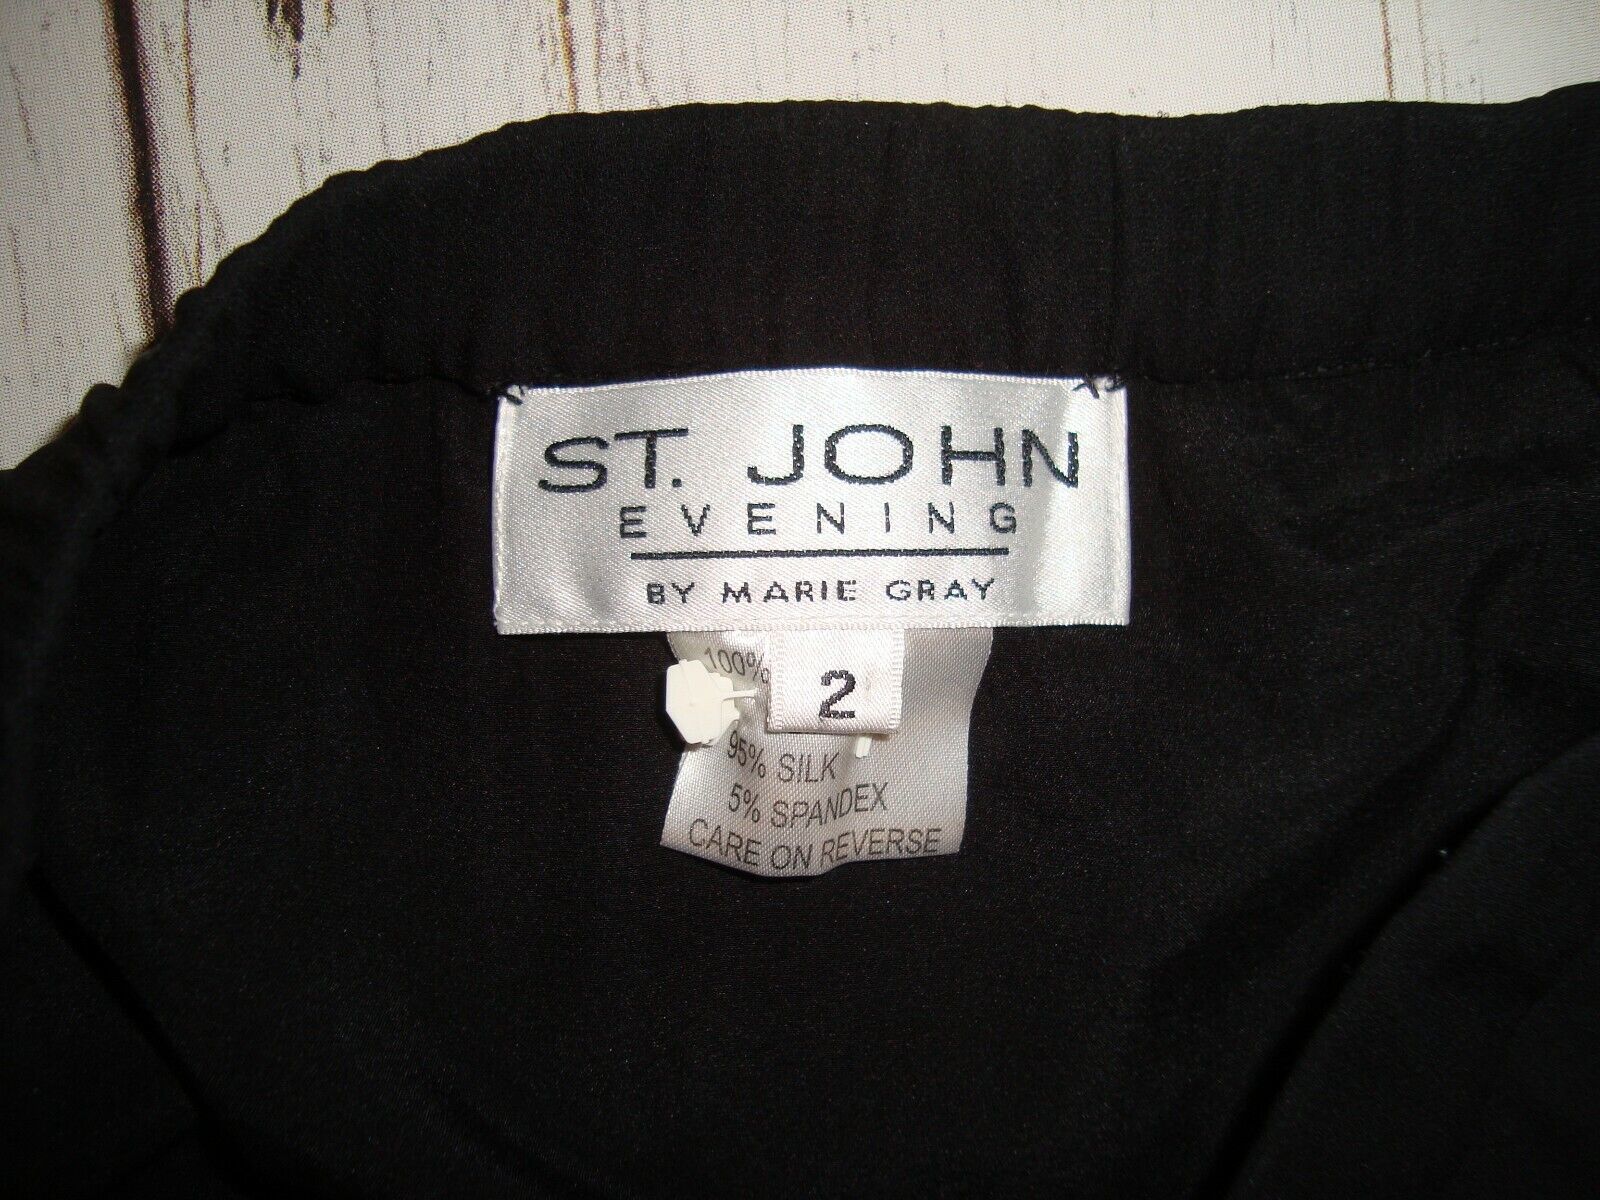 ST. JOHN
EVENING
BY MARIE GRAY
100%
2
95% SILK
5% SPANDEX
CARE ON REVERSE